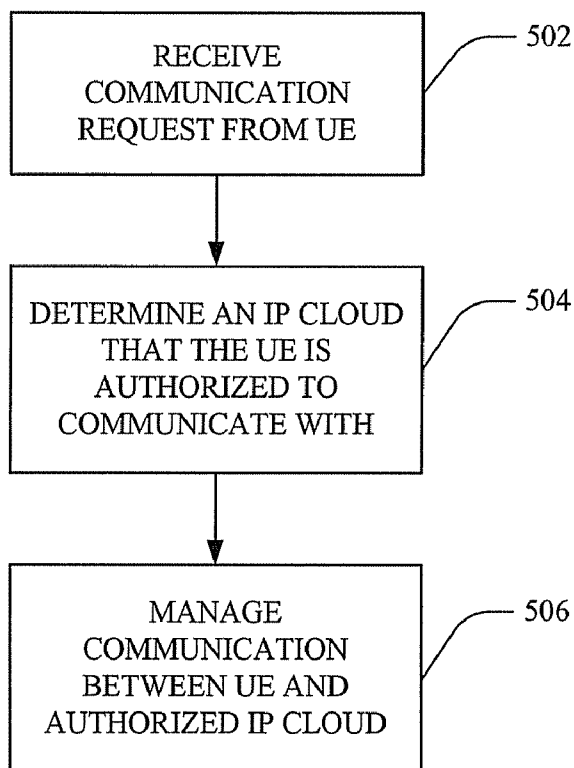 RECEIVE
COMMUNICATION
REQUEST FROM UE
502
DETERMINE AN IP CLOUD
THAT THE UE IS
AUTHORIZED TO
COMMUNICATE WITH
504
MANAGE
COMMUNICATION
BETWEEN UE AND
AUTHORIZED IP CLOUD
506